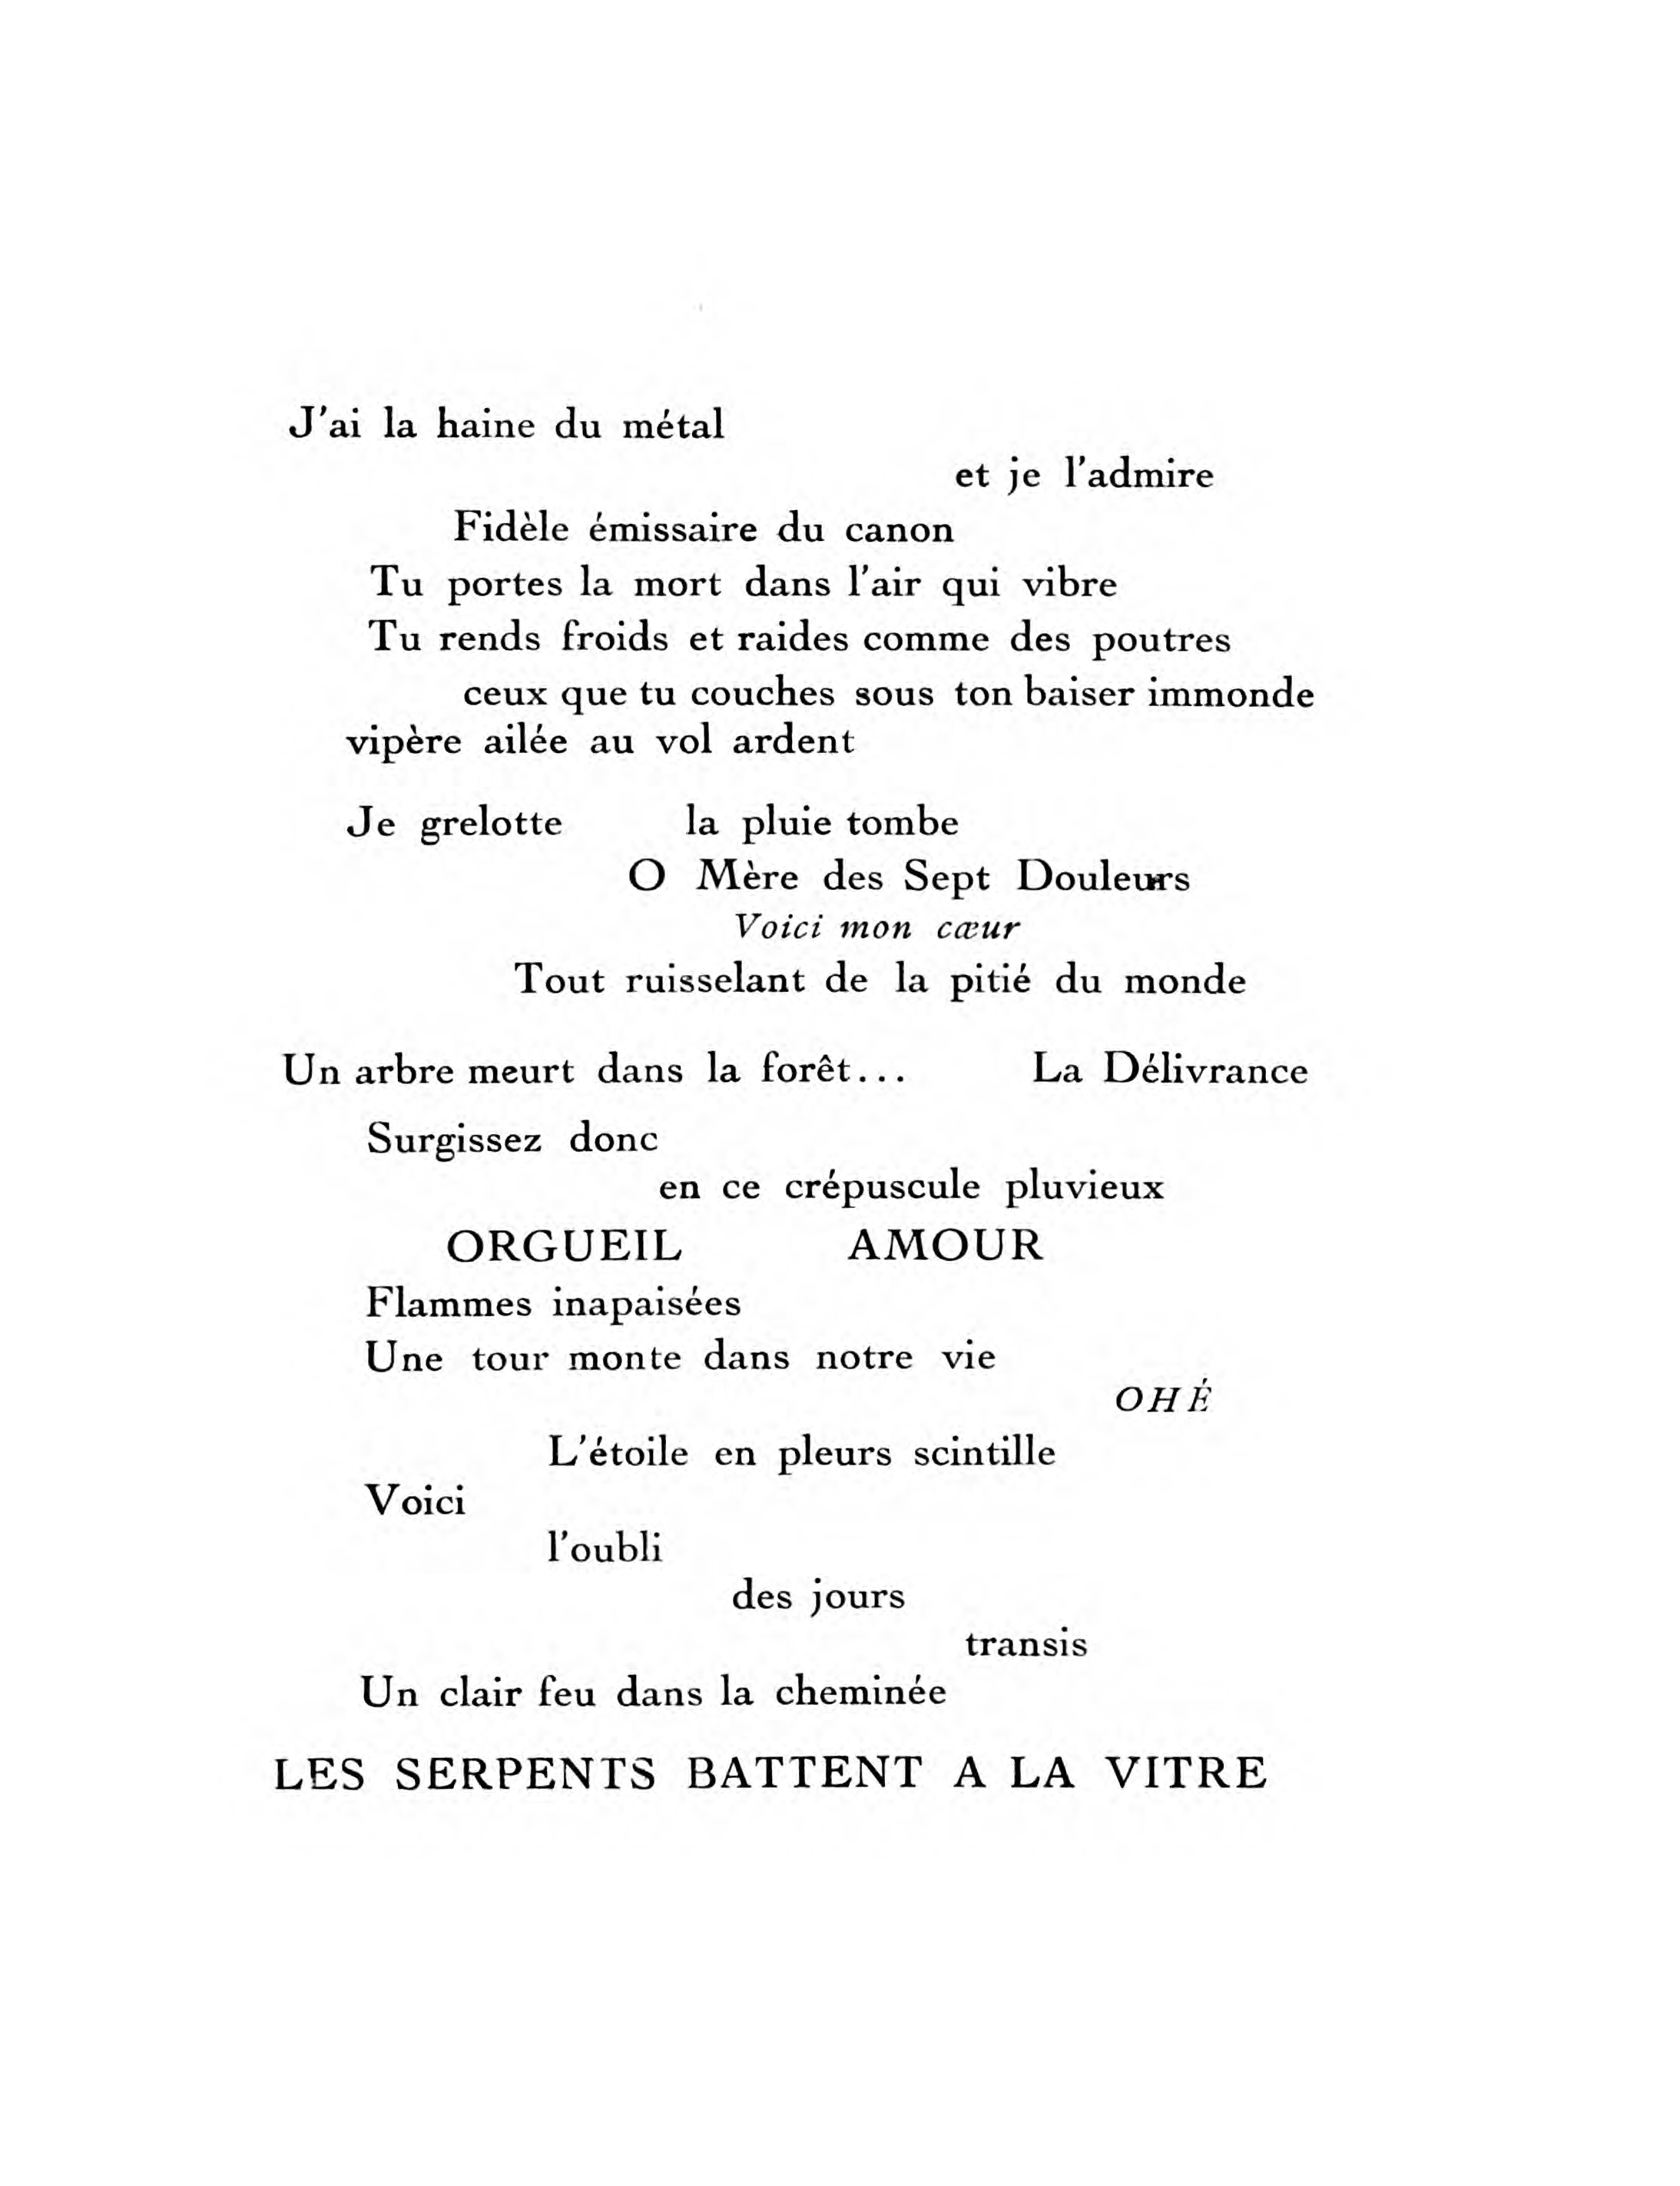 J'ai la haine du métal
et je l'admire
Fidèle émissaire du canon
Tu portes la mort dans l'air qui vibre
Tu rends froids et raides comme des poutres
ceux que tu couches sous ton baiser immonde
vipère ailée au vol ardent
Je grelotte la pluie tombe
O Mère des Sept Douleurs
Voici mon cœur
Tout ruisselant de la pitié du monde
Un arbre meurt dans la forêt... La Délivrance
Surgissez donc
en ce crépuscule pluvieux
ORGUEIL AMOUR
Flammes inapaisées
Une tour monte dans notre vie
OHÉ
L'étoile en pleurs scintille
Voici
l'oubli
des jours
transis
Un clair feu dans la cheminée
LES SERPENTS BATTENT A LA VITRE